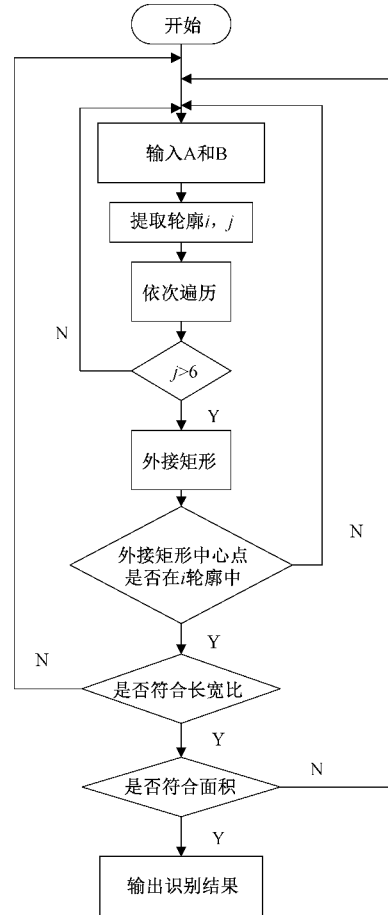 开始
输入A和B
提取轮廓i，j
依次遍历
N
j>6
Y
外接矩形
外接矩形中心点
是否在i轮廓中
N
Y
N
是否符合长宽比
Y
是否符合面积
N
Y
输出识别结果